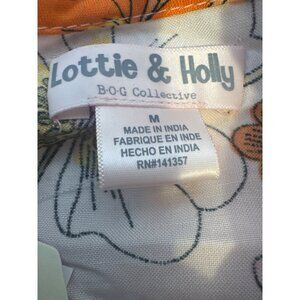 Lottie & Holly
B·O·G Collective
M
MADE IN INDIA
FABRIQUE EN INDE
HECHO EN INDIA
RN#141357